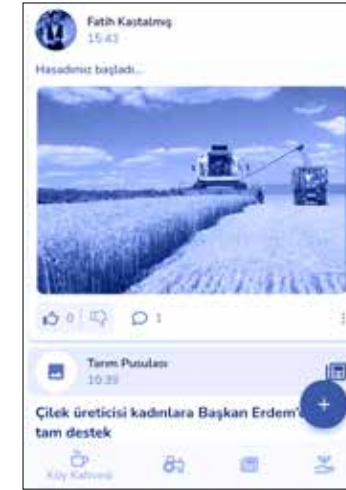 Fatih Kastalmış
15:43
Hasadımız başladı...
0
1
Tarım Pusulası
10:39
Çilek üreticisi kadınlara Başkan Erdem'
tam destek
Köy Kahvesi